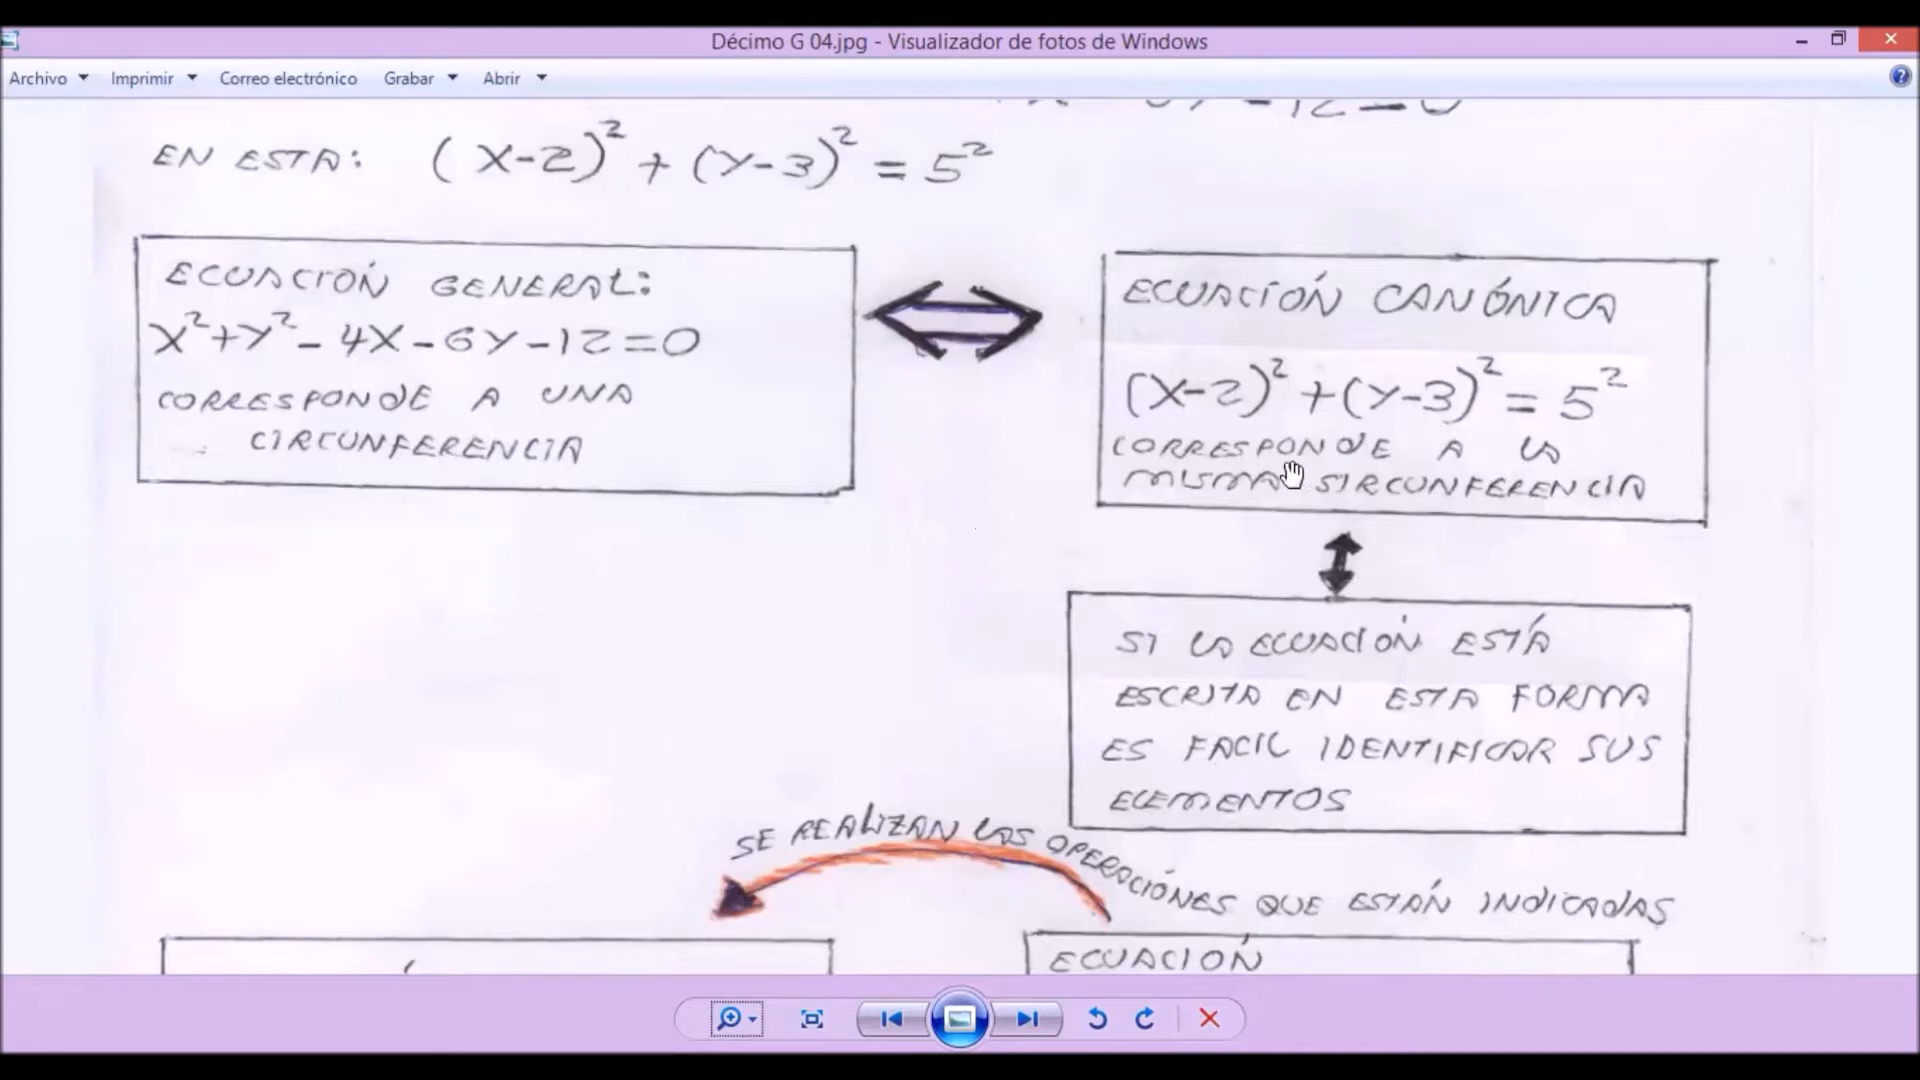 Décimo G 04.jpg - Visualizador de fotos de Windows
Archivo Imprimir Correo electrónico Grabar Abrir
EN ESTA: (X-2)² + (Y-3)² = 5²
ECUACIÓN GENERAL:
X²+Y²-4X-6Y-12=0
CORRESPONDE A UNA
CIRCUNFERENCIA
ECUACIÓN CANÓNICA
(X-2)²+(Y-3)²=5²
CORRESPONDE A LA
MISMA SIRCUNFERENCIA
SI LA ECUACIÓN ESTÁ
ESCRITA EN ESTA FORMA
ES FACIL IDENTIFICAR SUS
ELEMENTOS
SE REALIZAN LAS OPERACIÓNES QUE ESTÁN INDICADAS
ECUACIÓN